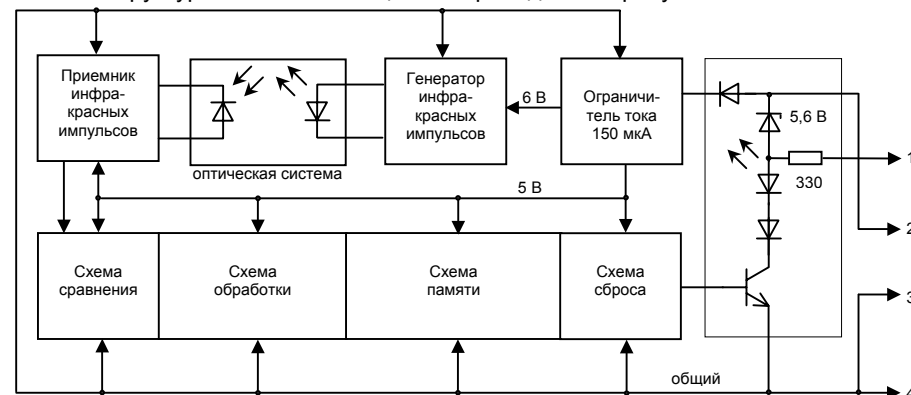 Приемник
инфра-
красных
импульсов
оптическая система
Генератор
инфра-
красных
импульсов
6 В
Ограничи-
тель тока
150 мкА
5,6 В
330
1
2
3
4
5 В
Схема
сравнения
Схема
обработки
Схема
памяти
Схема
сброса
общий